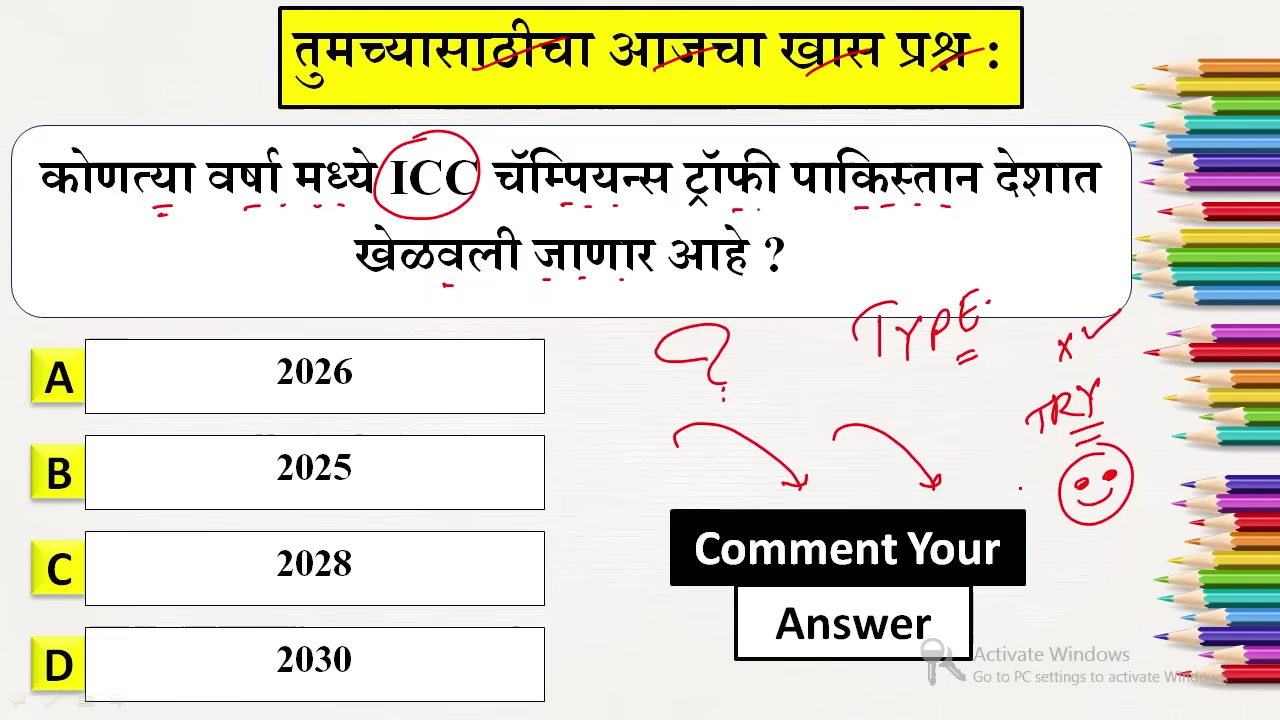 तुमच्यासाठीचा आजचा खास प्रश्न :
कोणत्या वर्षा मध्ये ICC चॅम्पियन्स ट्रॉफी पाकिस्तान देशात
खेळवली जाणार आहे ?
TYPE
A 2026
TRY
B 2025
C 2028
D 2030
Comment Your
Answer
Activate Windows
Go to PC settings to activate Windows.